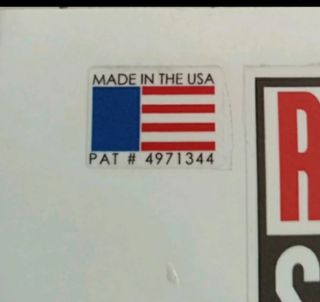 MADE IN THE USA
PAT # 4971344
R
S